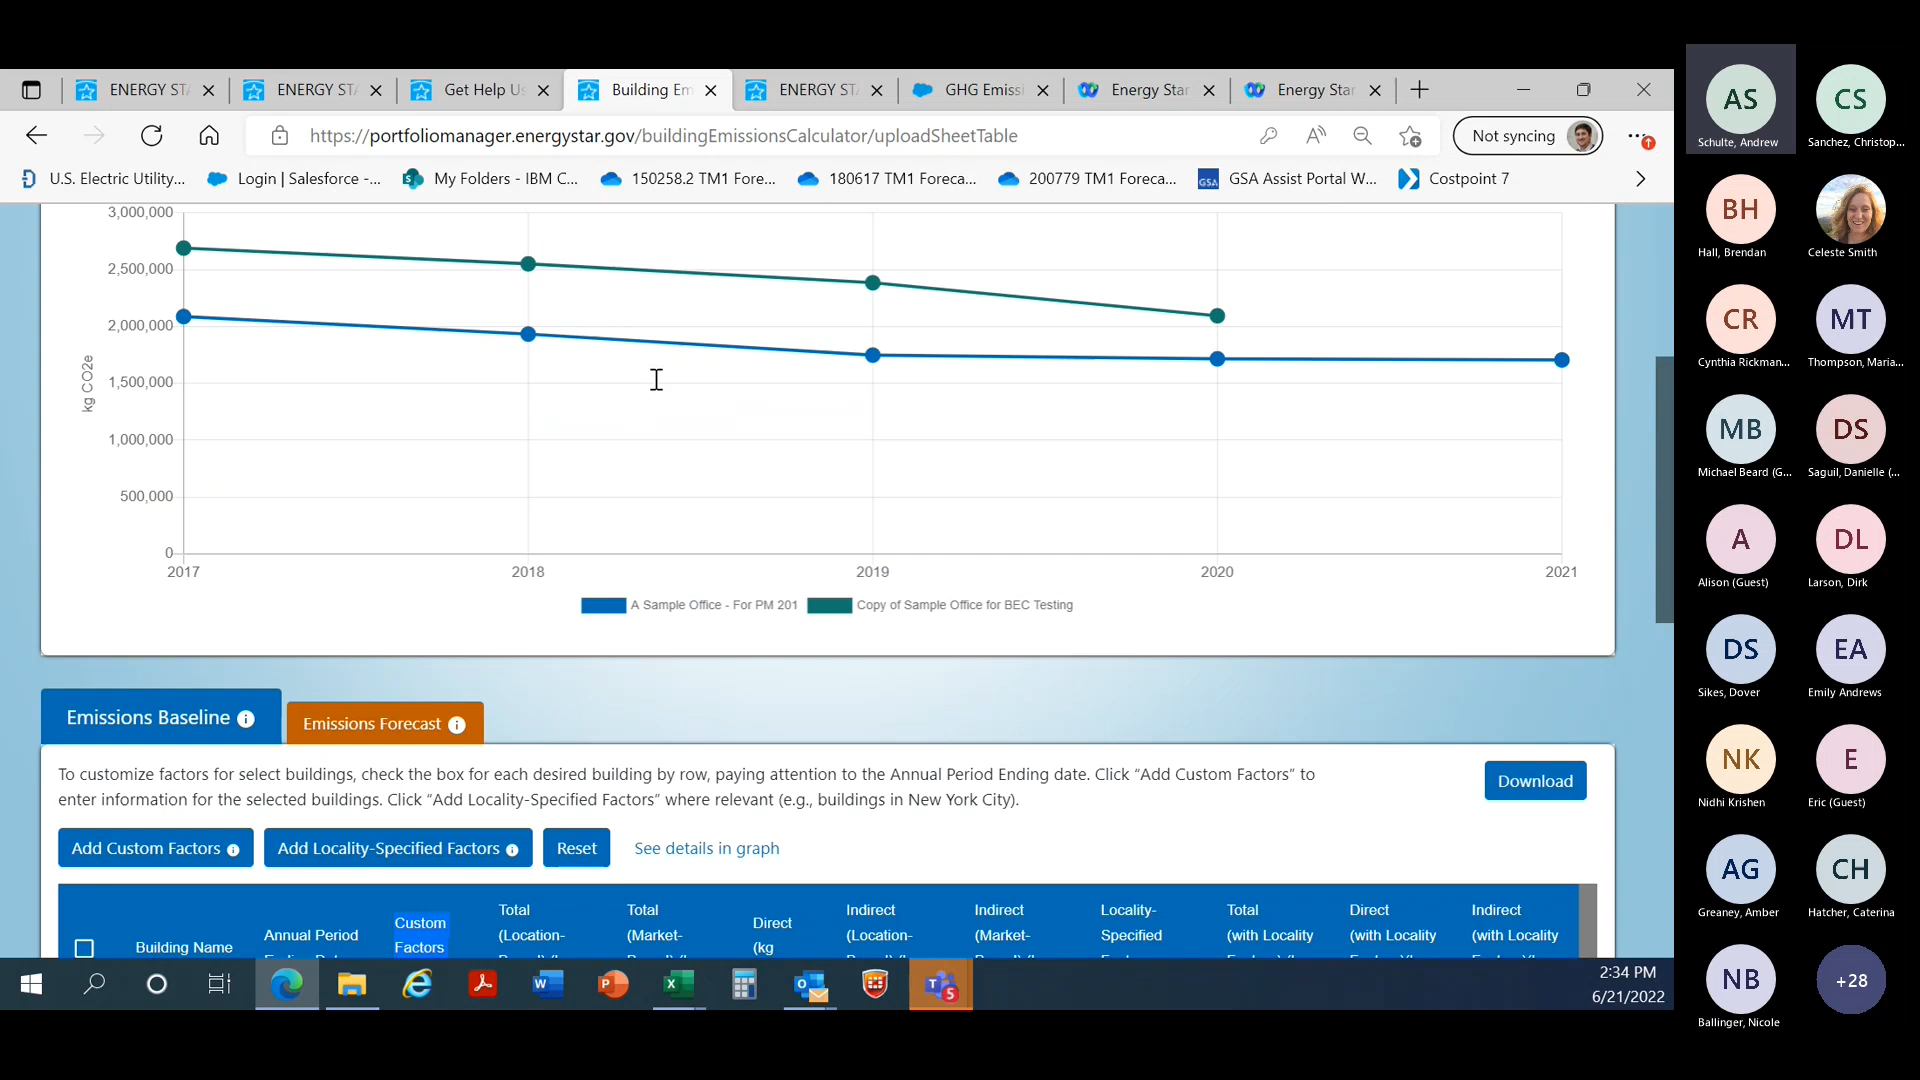 ENERGY ST
ENERGY ST
Get Help Us
Building Em
ENERGY ST
GHG Emissi
Energy Star
Energy Star
https://portfoliomanager.energystar.gov/buildingEmissionsCalculator/uploadSheetTable
Not syncing
U.S. Electric Utility...
Login | Salesforce -...
My Folders - IBM C...
150258.2 TM1 Fore...
180617 TM1 Foreca...
200779 TM1 Foreca...
GSA
GSA Assist Portal W...
Costpoint 7
3,000,000
2,500,000
2,000,000
1,500,000
1,000,000
500,000
0
kg CO2e
2017
2018
2019
2020
2021
A Sample Office - For PM 201
Copy of Sample Office for BEC Testing
Emissions Baseline
Emissions Forecast
To customize factors for select buildings, check the box for each desired building by row, paying attention to the Annual Period Ending date. Click “Add Custom Factors” to
enter information for the selected buildings. Click “Add Locality-Specified Factors” where relevant (e.g., buildings in New York City).
Download
Add Custom Factors
Add Locality-Specified Factors
Reset
See details in graph
Building Name
Annual Period
Custom
Factors
Total
(Location-
Total
(Market-
Direct
(kg
Indirect
(Location-
Indirect
(Market-
Locality-
Specified
Total
(with Locality
Direct
(with Locality
Indirect
(with Locality
5
2:34 PM
6/21/2022
AS
Schulte, Andrew
CS
Sanchez, Christop...
BH
Hall, Brendan
Celeste Smith
CR
Cynthia Rickman...
MT
Thompson, Maria...
MB
Michael Beard (G...
DS
Saguil, Danielle (...
A
Alison (Guest)
DL
Larson, Dirk
DS
Sikes, Dover
EA
Emily Andrews
NK
Nidhi Krishen
E
Eric (Guest)
AG
Greaney, Amber
CH
Hatcher, Caterina
NB
Ballinger, Nicole
+28